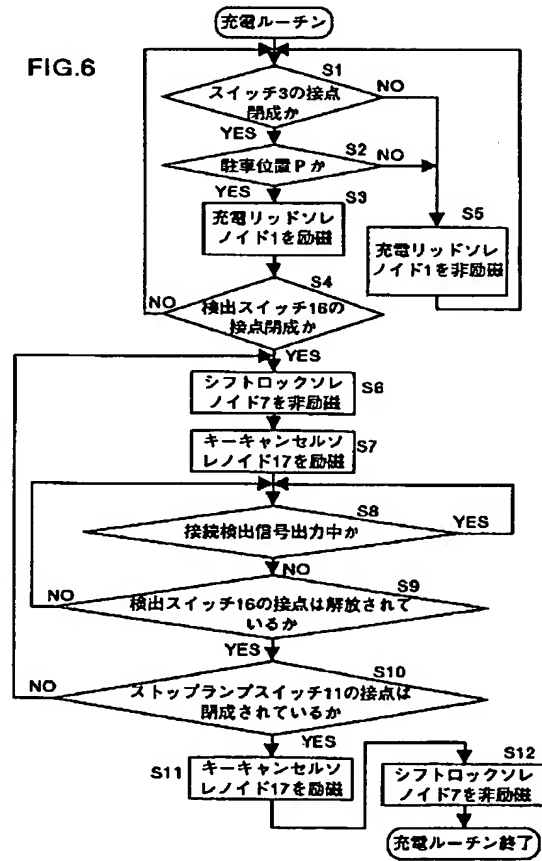 充電ルーチン
FIG.6
S1
スイッチ3の接点
閉成か
NO
YES
S2
駐車位置Pか
NO
YES
S3
充電リッドソレ
ノイド1を励磁
S5
充電リッドソレ
ノイド1を非励磁
S4
検出スイッチ16の
接点閉成か
NO
YES
シフトロックソレ
ノイド7を非励磁
S6
キーキャンセルソ
レノイド17を励磁
S7
S8
接続検出信号出力中か
YES
NO
S9
検出スイッチ16の接点は解放されて
いるか
NO
YES
S10
ストップランプスイッチ11の接点は
閉成されているか
NO
YES
S11
キーキャンセルソ
レノイド17を励磁
S12
シフトロックソレ
ノイド7を非励磁
充電ルーチン終了